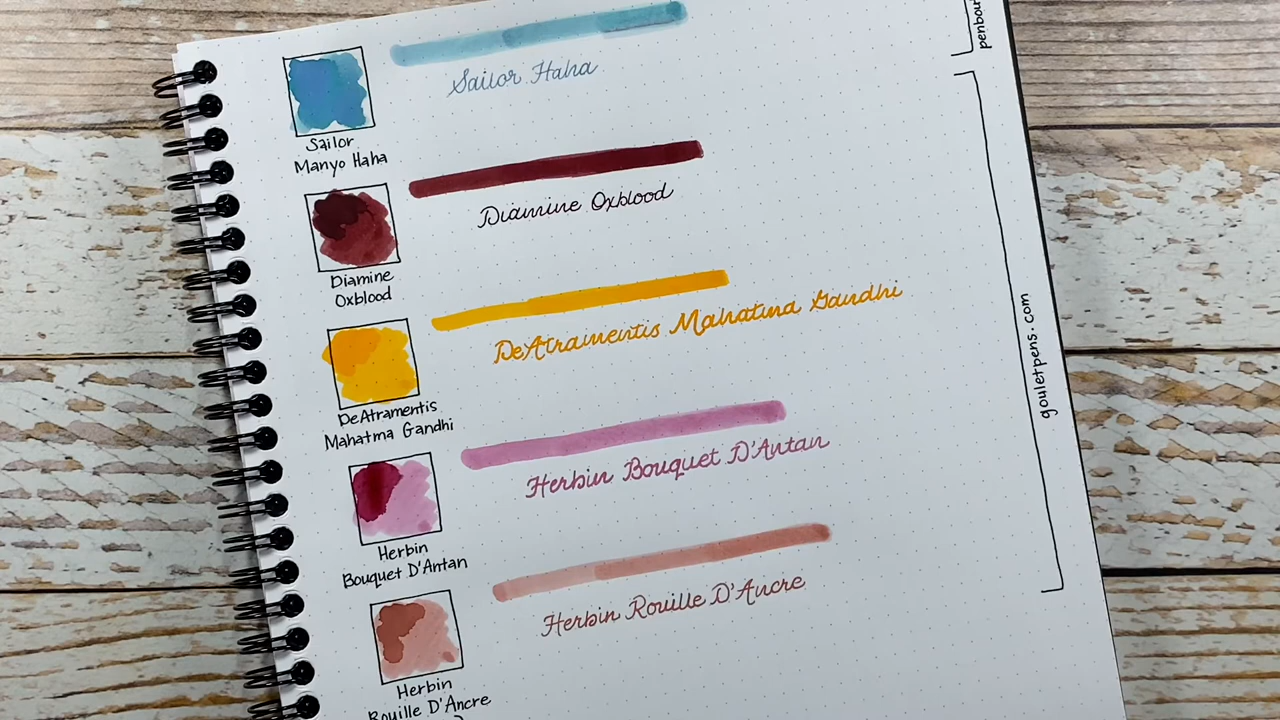 Sailor Haha
Sailor
Manyo Haha
Diamine Oxblood
Diamine
Oxblood
DeAtramentis Mahatma Gandhi
DeAtramentis
Mahatma Gandhi
Herbin Bouquet D'Antan
Herbin
Bouquet D'Antan
Herbin Rouille D'Ancre
Herbin
Rouille D'Ancre
gouletpens.com